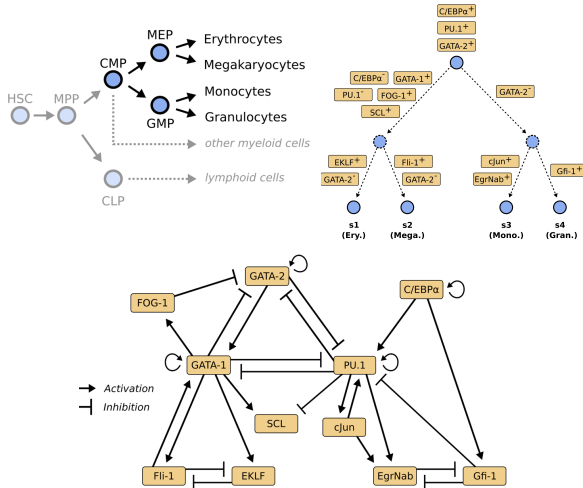 MEP
Erythrocytes
CMP
Megakaryocytes
HSC
MPP
Monocytes
GMP
Granulocytes
other myeloid cells
lymphoid cells
CLP
C/EBPα+
PU.1+
GATA-2+
C/EBPα-
GATA-1+
PU.1-
FOG-1+
SCL+
GATA-2-
EKLF+
Fli-1+
GATA-2-
GATA-2-
cJun+
EgrNab+
Gfi-1+
s1
(Ery.)
s2
(Mega.)
s3
(Mono.)
s4
(Gran.)
GATA-2
FOG-1
C/EBPα
GATA-1
PU.1
Activation
Inhibition
SCL
cJun
Fli-1
EKLF
EgrNab
Gfi-1